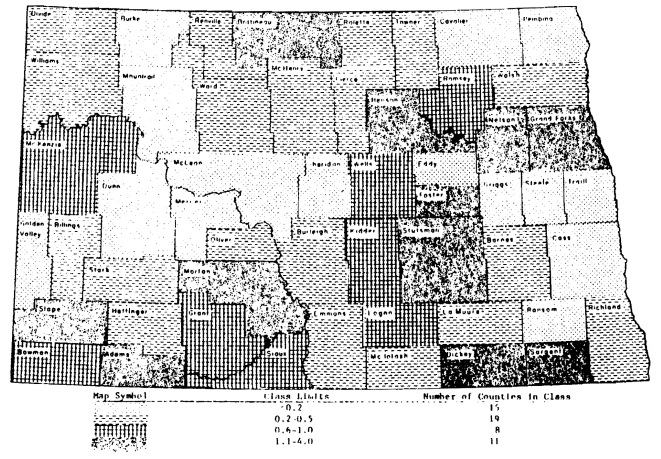 Divide Burke Renville Bottineau Rolette Towner Cavalier Pembina
Williams Mountrail Ward McHenry Pierce Ramsey Walsh
Benson Nelson Grand Forks
McKenzie McLean Sheridan Wells Eddy
Dunn Mercer Foster Griggs Steele Traill
Golden Valley Billings Oliver Burleigh Kidder Stutsman Barnes Cass
Stark Morton
Slope Hettinger Grant Emmons Logan La Moure Ransom Richland
Bowman Adams Sioux McIntosh Dickey Sargent
Map Symbol Class Limits Number of Counties in Class
<0.2 15
0.2-0.5 19
0.6-1.0 8
1.1-4.0 11